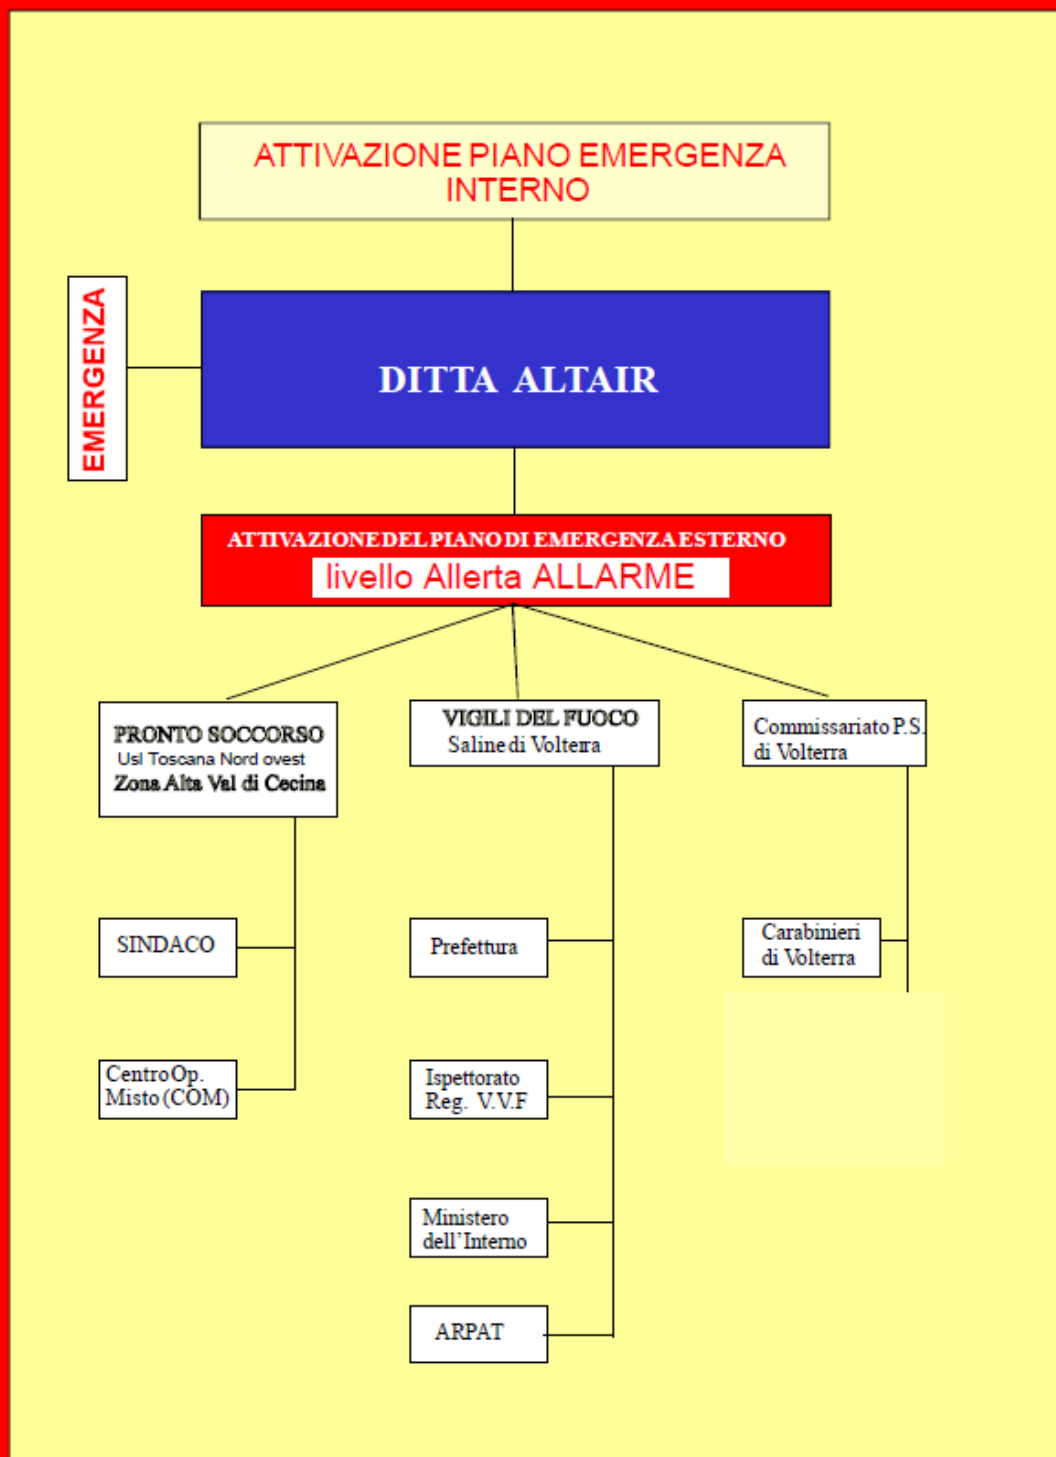 ATTIVAZIONE PIANO EMERGENZA
INTERNO
EMERGENZA
DITTA ALTAIR
ATTIVAZIONE DEL PIANO DI EMERGENZA ESTERNO
livello Allerta ALLARME
PRONTO SOCCORSO
Usl Toscana Nord ovest
Zona Alta Val di Cecina
VIGILI DEL FUOCO
Saline di Volterra
Commissariato P.S.
di Volterra
SINDACO
Prefettura
Carabinieri
di Volterra
Centro Op.
Misto (COM)
Ispettorato
Reg. V.V.F
Ministero
dell'Interno
ARPAT